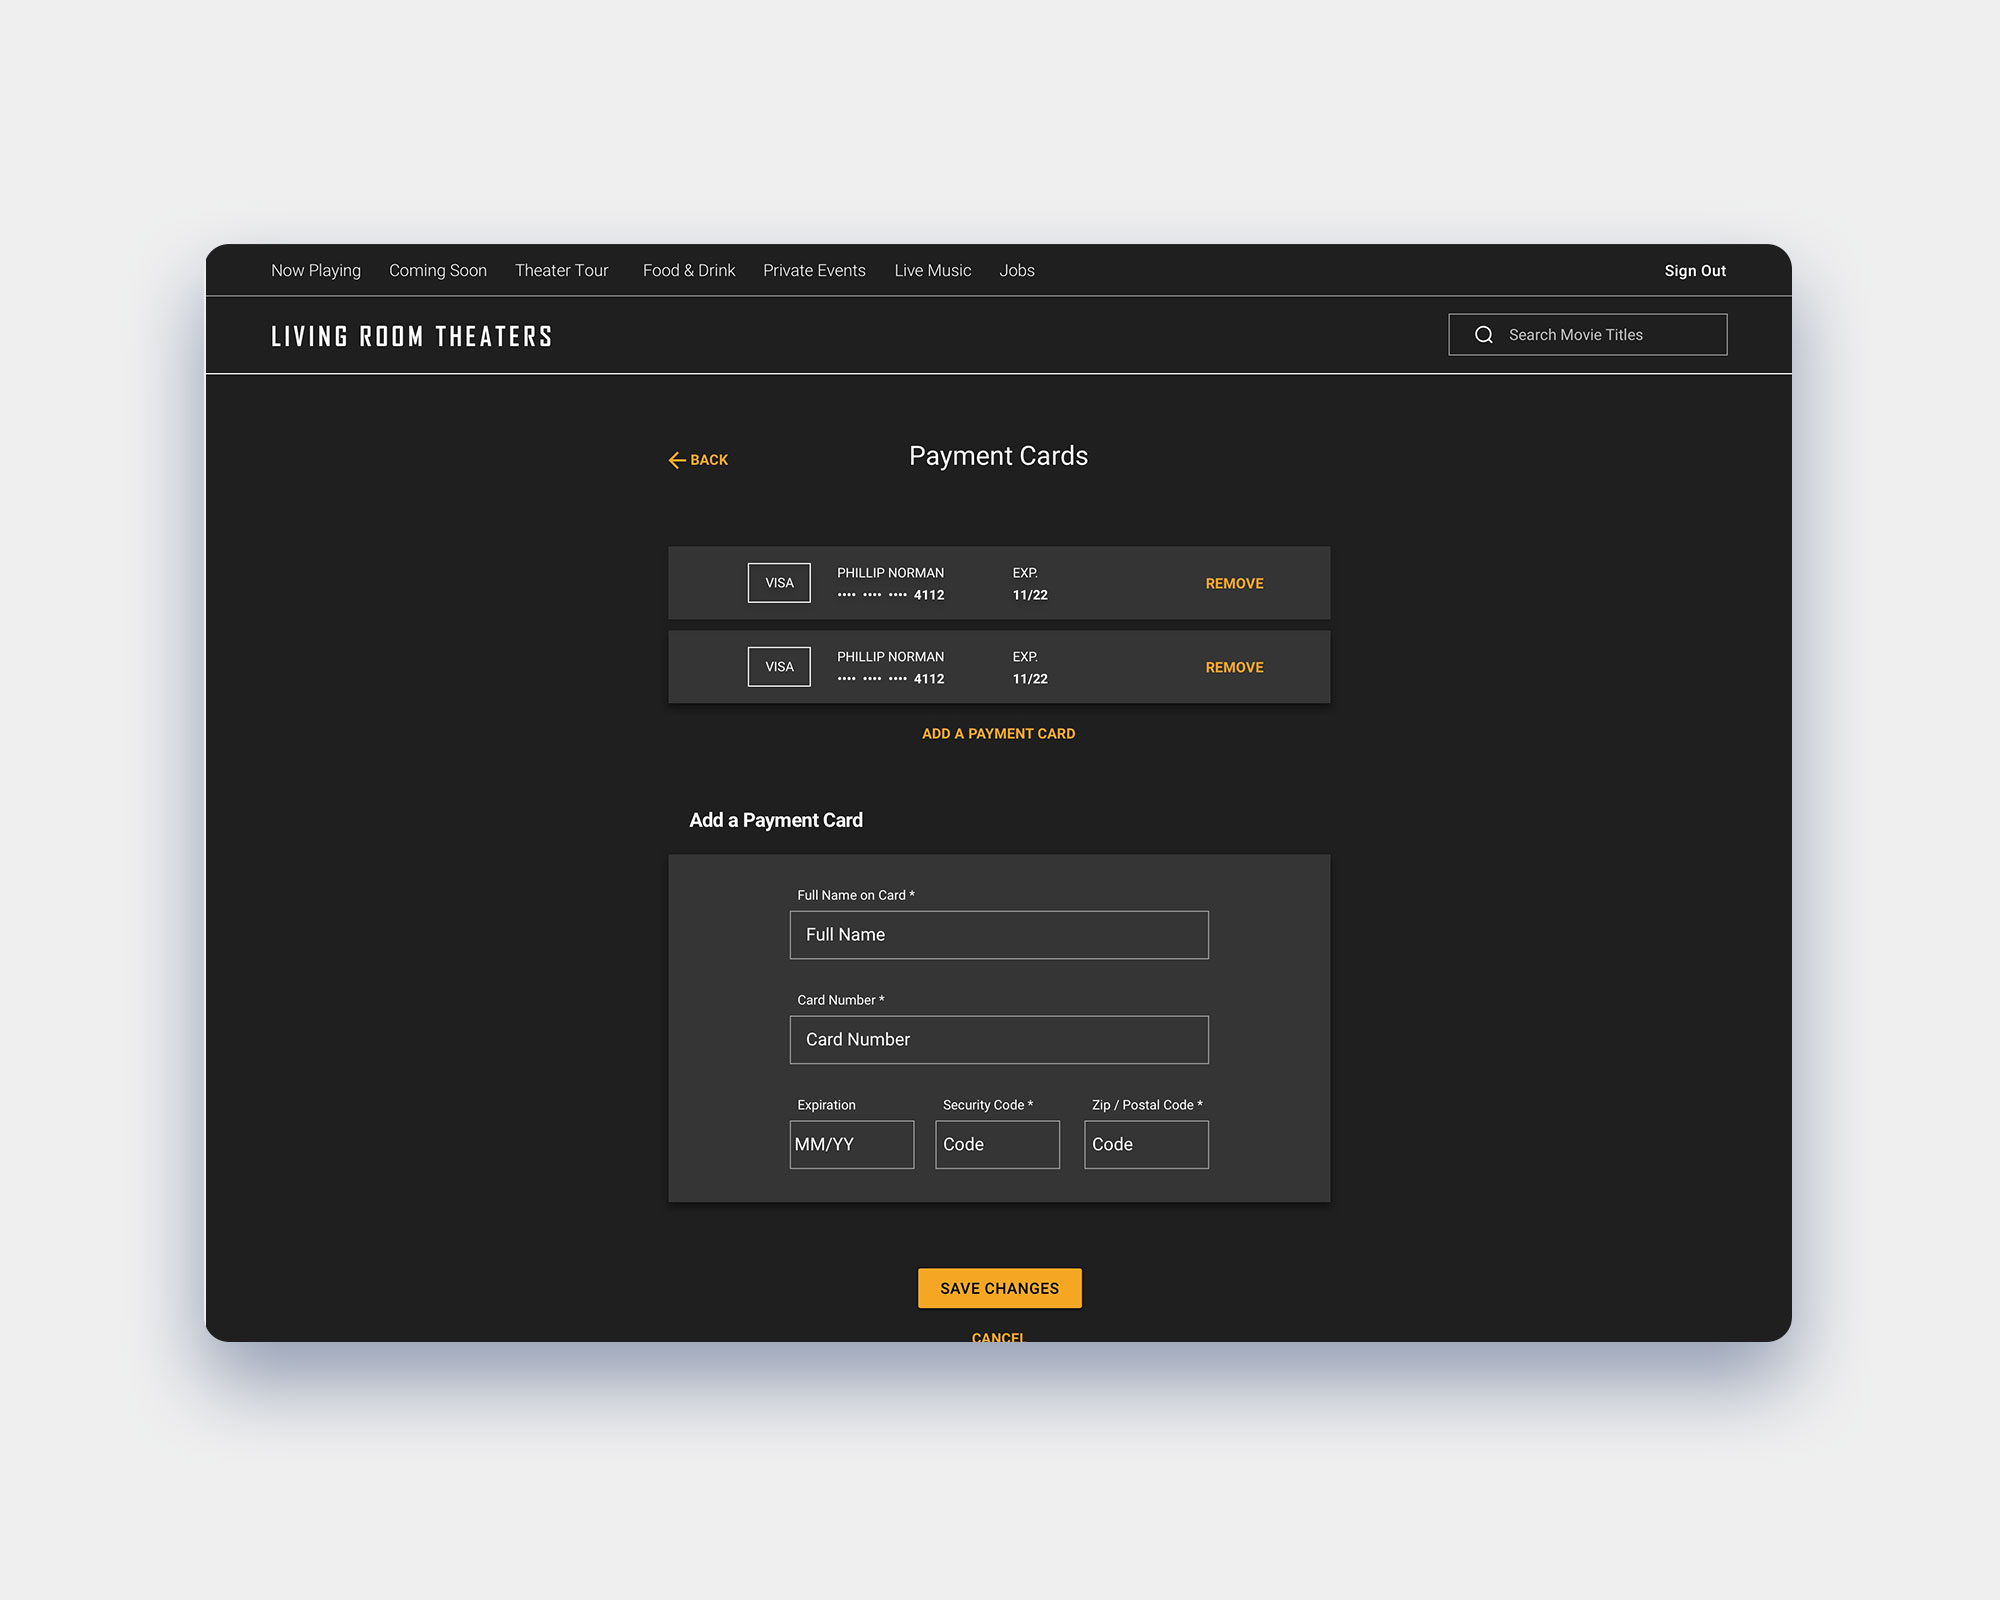 Now Playing Coming Soon Theater Tour Food & Drink Private Events Live Music Jobs Sign Out
LIVING ROOM THEATERS Search Movie Titles
BACK Payment Cards
VISA PHILLIP NORMAN EXP. REMOVE
•••• •••• •••• 4112 11/22
VISA PHILLIP NORMAN EXP. REMOVE
•••• •••• •••• 4112 11/22
ADD A PAYMENT CARD
Add a Payment Card
Full Name on Card *
Full Name
Card Number *
Card Number
Expiration Security Code * Zip / Postal Code *
MM/YY Code Code
SAVE CHANGES
CANCEL